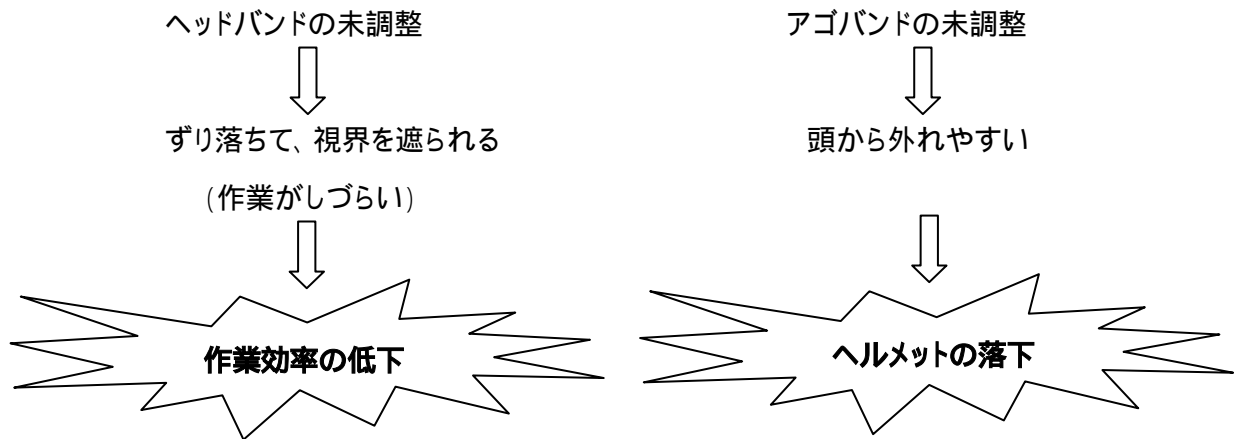 ヘッドバンドの未調整
ずり落ちて、視界を遮られる
(作業がしづらい)
作業効率の低下
アゴバンドの未調整
頭から外れやすい
ヘルメットの落下